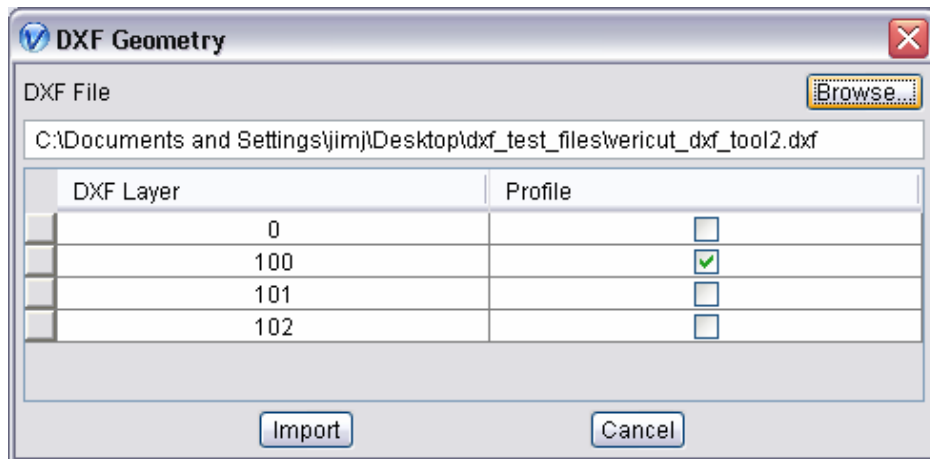 DXF Geometry
DXF File
Browse...
C:\Documents and Settings\jimj\Desktop\dxf_test_files\vericut_dxf_tool2.dxf
DXF Layer Profile
0
100
101
102
Import Cancel